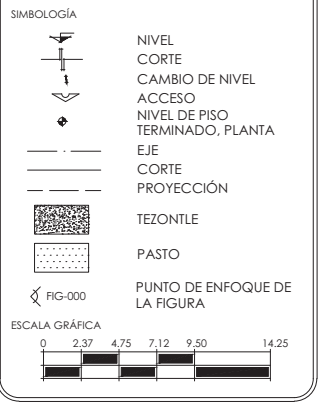 SIMBOLOGÍA
NIVEL
CORTE
CAMBIO DE NIVEL
ACCESO
NIVEL DE PISO
TERMINADO, PLANTA
EJE
CORTE
PROYECCIÓN
TEZONTLE
PASTO
FIG-000
PUNTO DE ENFOQUE DE
LA FIGURA
ESCALA GRÁFICA
0 2.37 4.75 7.12 9.50 14.25